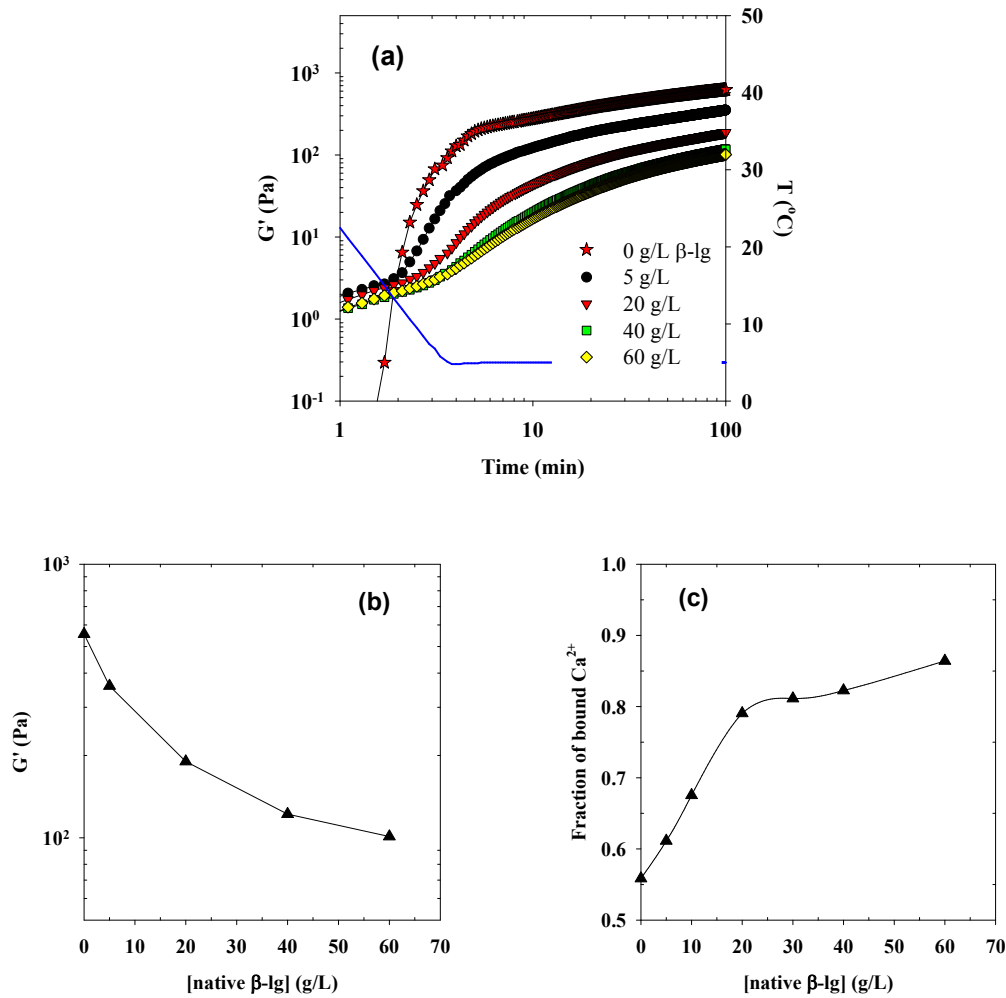 (a)
10³
10²
10¹
10⁰
10⁻¹
G' (Pa)
50
40
30
20
10
0
T (°C)
0 g/L β-lg
5 g/L
20 g/L
40 g/L
60 g/L
1 10 100
Time (min)
(b)
10³
10²
G' (Pa)
0 10 20 30 40 50 60 70
[native β-lg] (g/L)
(c)
1.0
0.9
0.8
0.7
0.6
0.5
Fraction of bound Ca²⁺
0 10 20 30 40 50 60 70
[native β-lg] (g/L)